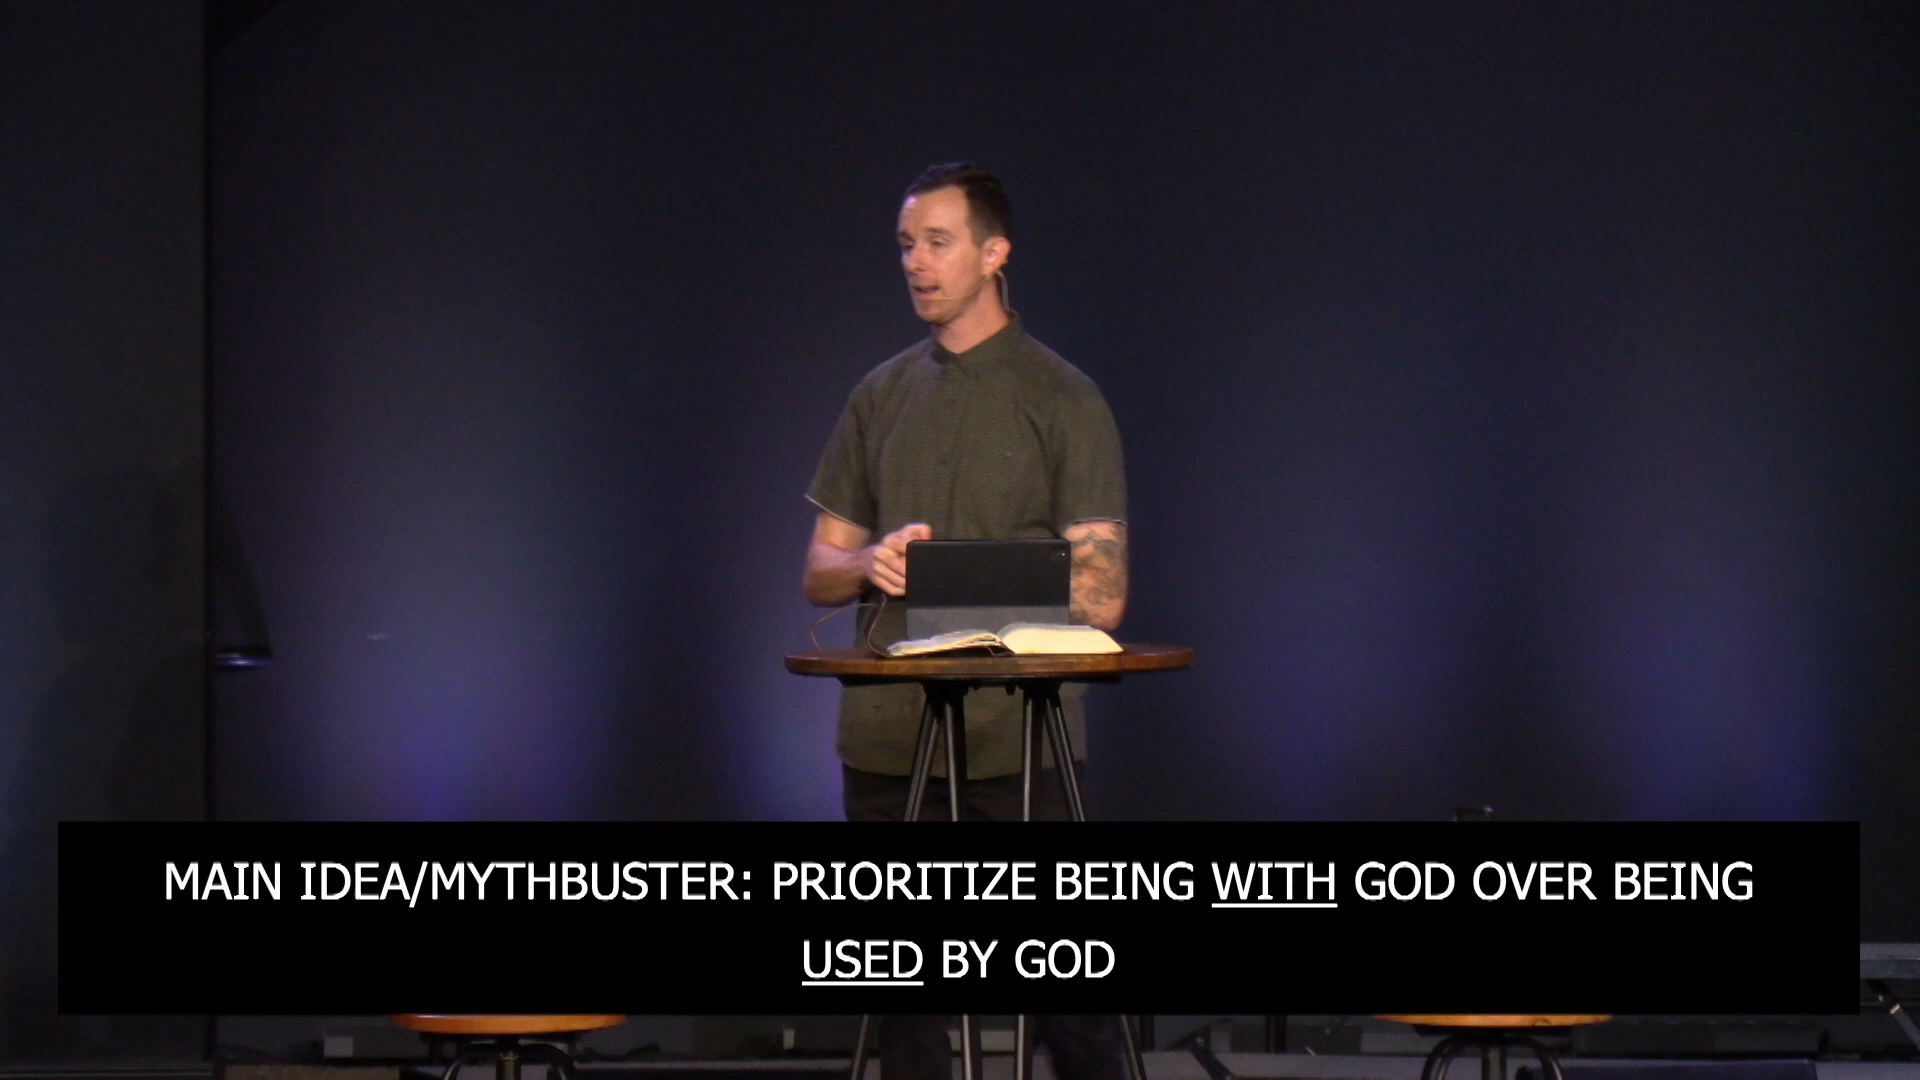 MAIN IDEA/MYTHBUSTER: PRIORITIZE BEING WITH GOD OVER BEING
USED BY GOD